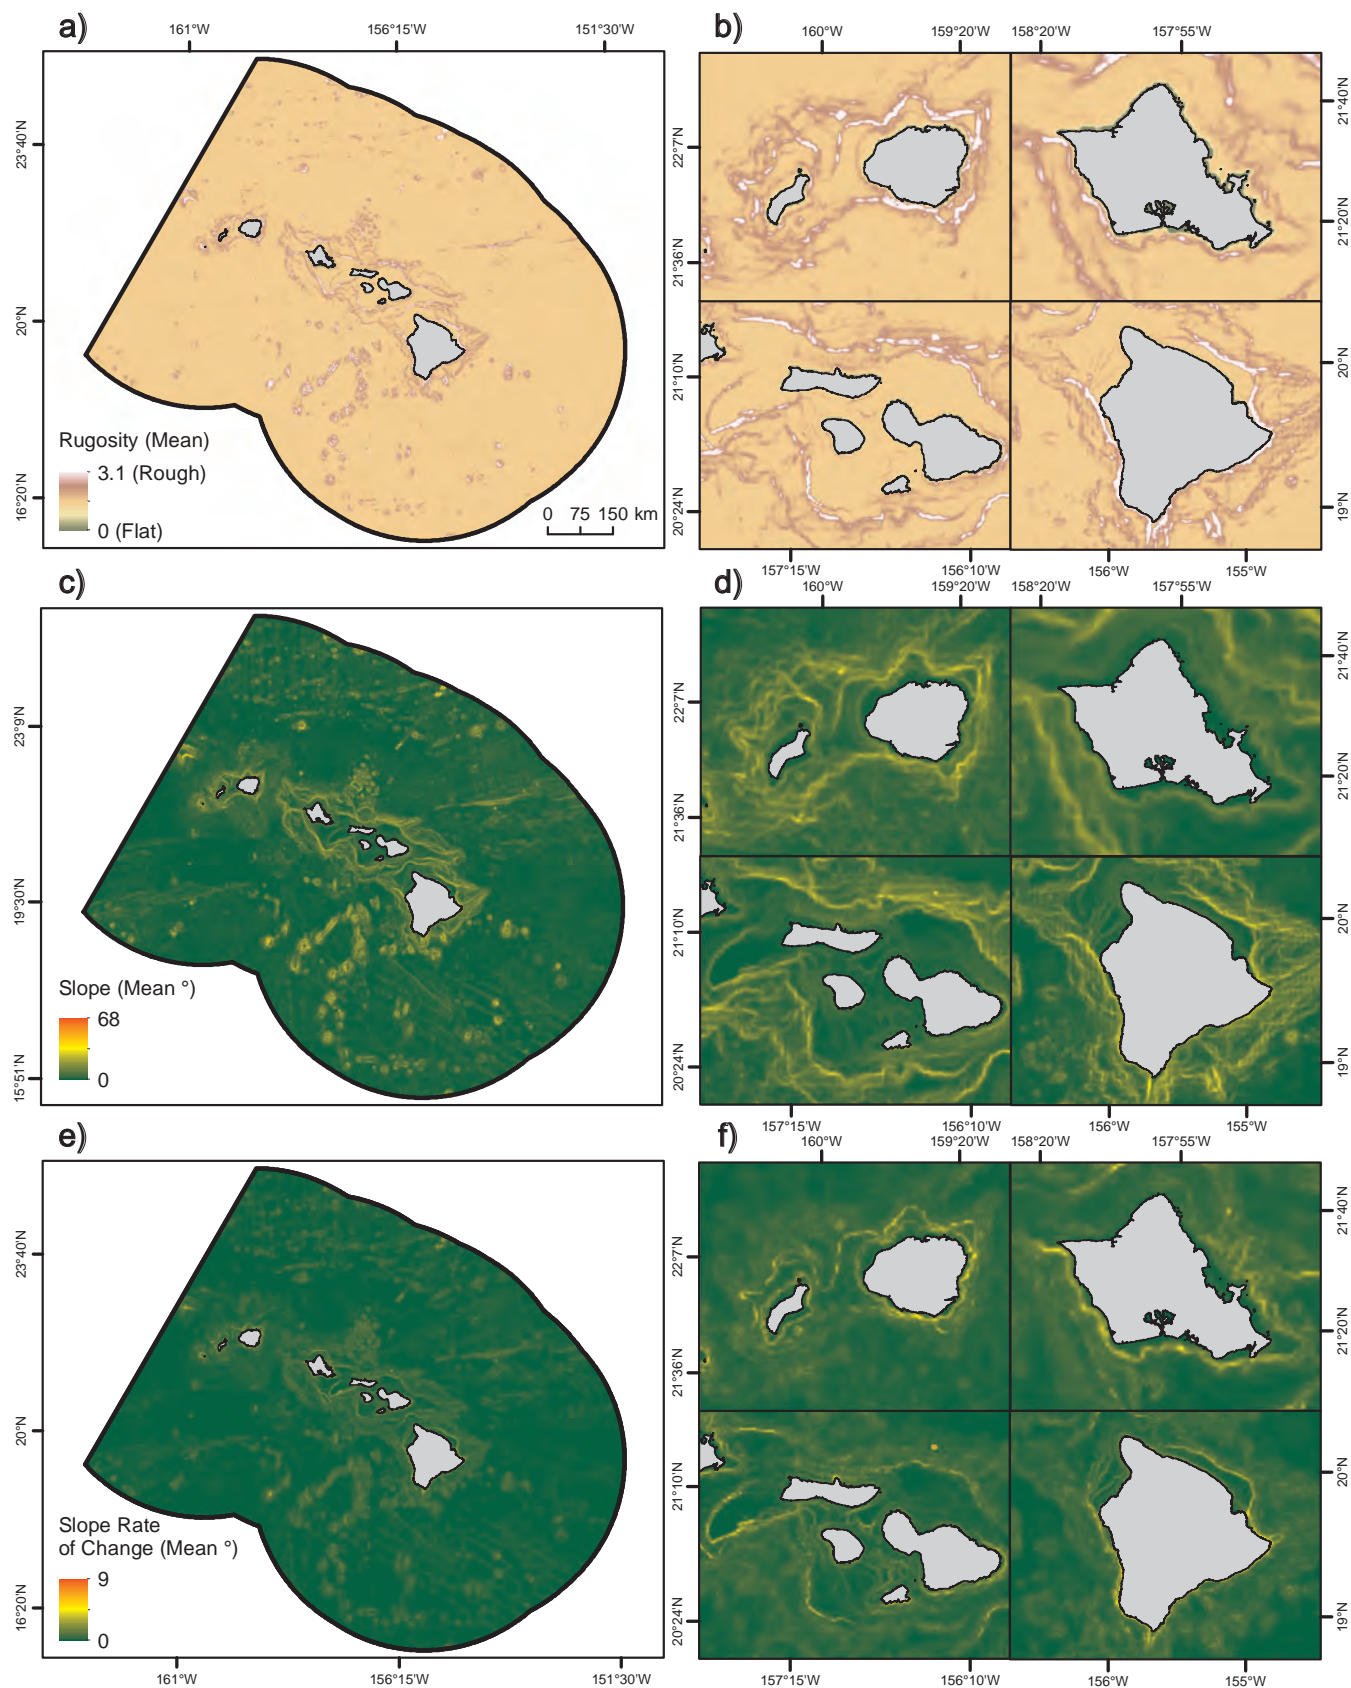 a)
161°W 156°15'W 151°30'W
23°40'N
20°N
16°20'N
Rugosity (Mean)
3.1 (Rough)
0 (Flat)
0 75 150 km
b)
160°W 159°20'W 158°20'W 157°55'W
22°7'N
21°36'N
21°40'N
21°20'N
21°10'N
20°24'N
20°N
19°N
157°15'W 156°10'W 156°W 155°W
c)
23°9'N
19°30'N
15°51'N
Slope (Mean °)
68
0
d)
160°W 159°20'W 158°20'W 157°55'W
22°7'N
21°36'N
21°40'N
21°20'N
21°10'N
20°24'N
20°N
19°N
157°15'W 156°10'W 156°W 155°W
e)
23°40'N
20°N
16°20'N
Slope Rate
of Change (Mean °)
9
0
161°W 156°15'W 151°30'W
f)
160°W 159°20'W 158°20'W 157°55'W
22°7'N
21°36'N
21°40'N
21°20'N
21°10'N
20°24'N
20°N
19°N
157°15'W 156°10'W 156°W 155°W